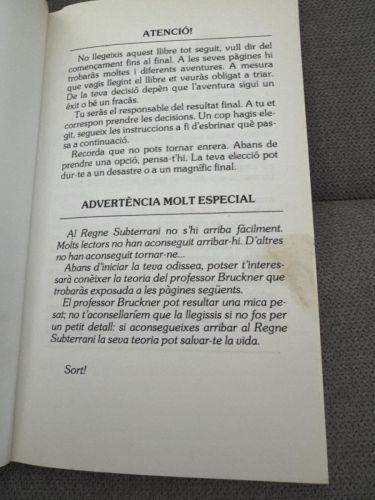 ATENCIÓ!
No llegeixis aquest llibre tot seguit, vull dir del
començament fins al final. A les seves pàgines hi
trobaràs moltes i diferents aventures. A mesura
que vagis llegint el llibre et veuràs obligat a triar.
De la teva decisió depèn que l'aventura sigui un
èxit o bé un fracàs.
Tu seràs el responsable del resultat final. A tu et
correspon prendre les decisions. Un cop hagis ele-
git, segueix les instruccions a fi d'esbrinar què pas-
sa a continuació.
Recorda que no pots tornar enrera. Abans de
prendre una opció, pensa-t'hi. La teva elecció pot
dur-te a un desastre o a un magnífic final.
ADVERTÈNCIA MOLT ESPECIAL
Al Regne Subterrani no s'hi arriba fàcilment.
Molts lectors no han aconseguit arribar-hi. D'altres
no han aconseguit tornar-ne...
Abans d'iniciar la teva odissea, potser t'interes-
sarà conèixer la teoria del professor Bruckner que
trobaràs exposada a les pàgines següents.
El professor Bruckner pot resultar una mica pe-
sat; no t'aconsellaríem que la llegissis si no fos per
un petit detall: si aconsegueixes arribar al Regne
Subterrani la seva teoria pot salvar-te la vida.
Sort!